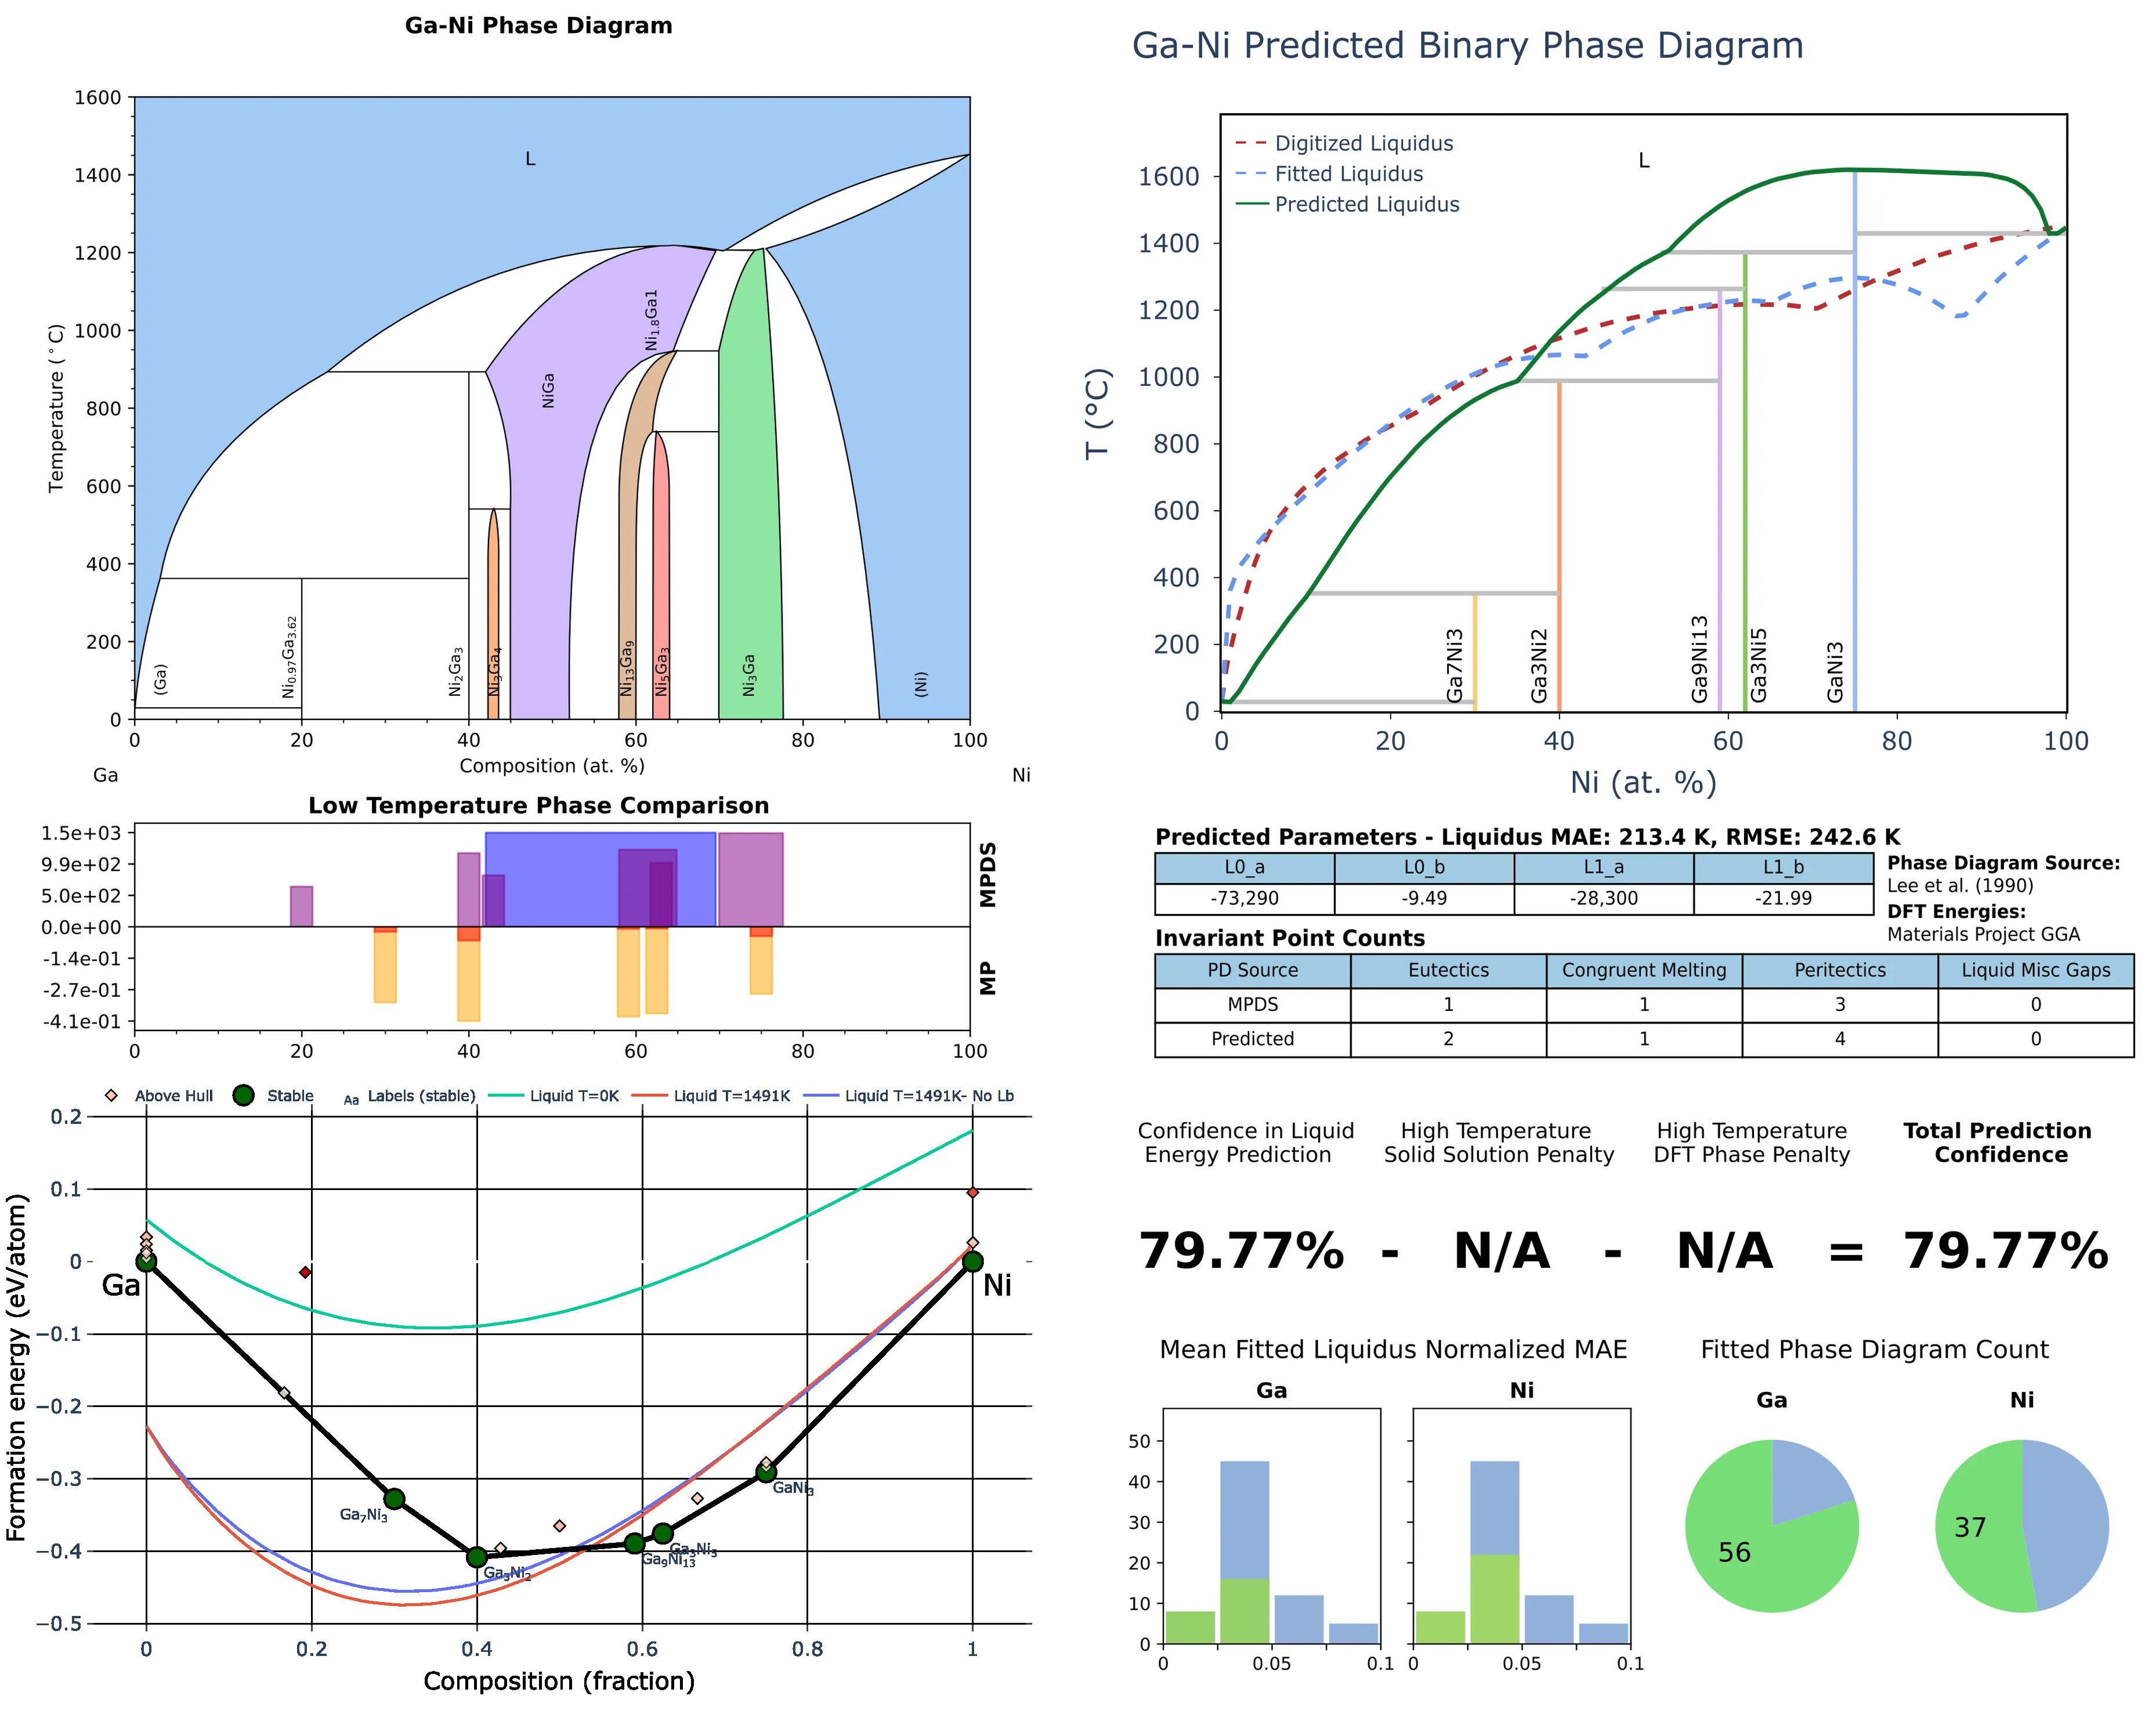 Ga-Ni Phase Diagram
1600
1400
1200
1000
800
600
400
200
0
Temperature (°C)
L
NiGa
Ni1.8Ga1
(Ga)
Ni0.97Ga3.62
Ni2Ga3
Ni3Ga4
Ni13Ga9
Ni5Ga3
Ni3Ga
(Ni)
0 20 40 60 80 100
Composition (at. %)
Ga Ni
Ga-Ni Predicted Binary Phase Diagram
Digitized Liquidus
Fitted Liquidus
Predicted Liquidus
L
1600
1400
1200
1000
800
600
400
200
0
T (°C)
Ga7Ni3
Ga3Ni2
Ga9Ni13
Ga3Ni5
GaNi3
0 20 40 60 80 100
Ni (at. %)
Low Temperature Phase Comparison
1.5e+03
9.9e+02
5.0e+02
0.0e+00
-1.4e-01
-2.7e-01
-4.1e-01
MPDS
MP
0 20 40 60 80 100
Predicted Parameters - Liquidus MAE: 213.4 K, RMSE: 242.6 K
L0_a L0_b L1_a L1_b
-73,290 -9.49 -28,300 -21.99
Phase Diagram Source:
Lee et al. (1990)
DFT Energies:
Materials Project GGA
Invariant Point Counts
PD Source Eutectics Congruent Melting Peritectics Liquid Misc Gaps
MPDS 1 1 3 0
Predicted 2 1 4 0
Above Hull Stable Aa Labels (stable) Liquid T=0K Liquid T=1491K Liquid T=1491K- No Lb
0.2
0.1
0
−0.1
−0.2
−0.3
−0.4
−0.5
Formation energy (eV/atom)
Ga
Ni
Ga7Ni3
Ga3Ni2
Ga9Ni13
Ga3Ni5
GaNi3
0 0.2 0.4 0.6 0.8 1
Composition (fraction)
Confidence in Liquid
Energy Prediction
High Temperature
Solid Solution Penalty
High Temperature
DFT Phase Penalty
Total Prediction
Confidence
79.77% - N/A - N/A = 79.77%
Mean Fitted Liquidus Normalized MAE
Ga
Ni
50
40
30
20
10
0
0 0.05 0.1
0 0.05 0.1
Fitted Phase Diagram Count
Ga
Ni
56
37